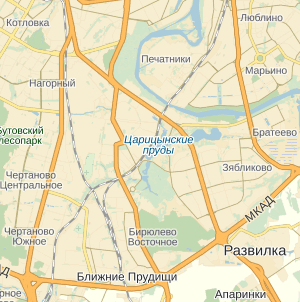 Котловка
Люблино
Печатники
Марьино
Нагорный
Братеево
Бутовский
лесопарк
Царицынские
пруды
Зябликово
Чертаново
Центральное
МКАД
Чертаново
Южное
Бирюлево
Восточное
Развилка
Д
Ближние Прудищи
ерное
Апаринки